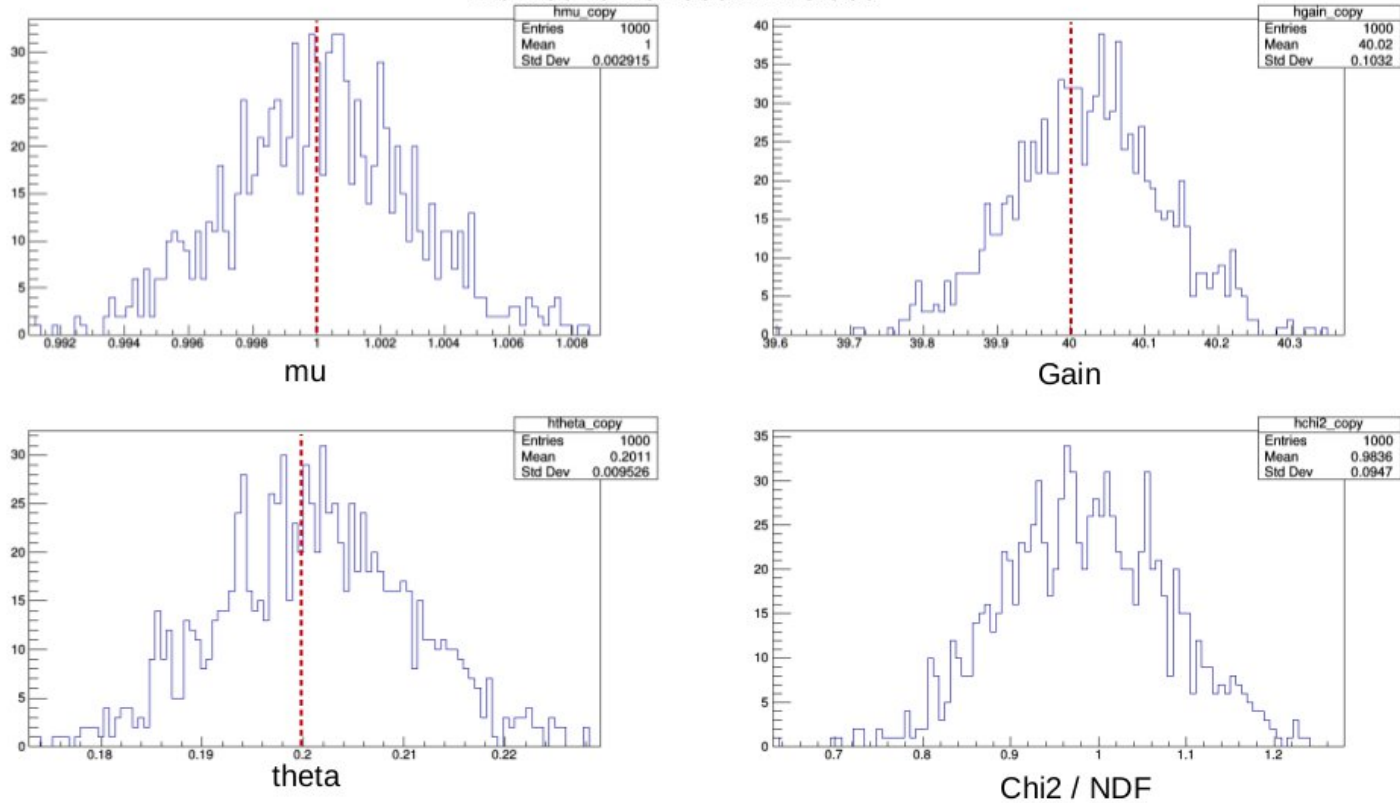 hmu_copy
Entries 1000
Mean 1
Std Dev 0.002915
30
25
20
15
10
5
0
0.992 0.994 0.996 0.998 1 1.002 1.004 1.006 1.008
mu
hgain_copy
Entries 1000
Mean 40.02
Std Dev 0.1032
40
35
30
25
20
15
10
5
0
39.6 39.7 39.8 39.9 40 40.1 40.2 40.3
Gain
htheta_copy
Entries 1000
Mean 0.2011
Std Dev 0.009526
30
25
20
15
10
5
0
0.18 0.19 0.2 0.21 0.22
theta
hchi2_copy
Entries 1000
Mean 0.9836
Std Dev 0.0947
35
30
25
20
15
10
5
0
0.7 0.8 0.9 1 1.1 1.2
Chi2 / NDF